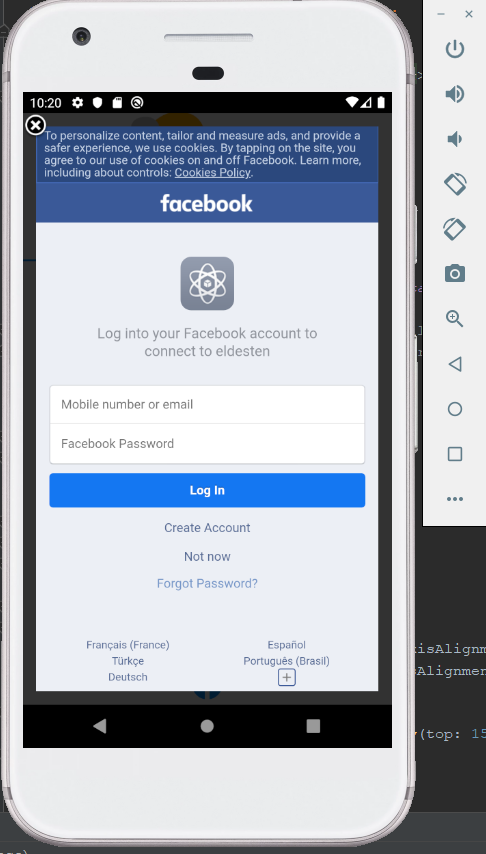 10:20
To personalize content, tailor and measure ads, and provide a
safer experience, we use cookies. By tapping on the site, you
agree to our use of cookies on and off Facebook. Learn more,
including about controls: Cookies Policy.
facebook
Log into your Facebook account to
connect to eldesten
Mobile number or email
Facebook Password
Log In
Create Account
Not now
Forgot Password?
Français (France)
Español
Türkçe
Português (Brasil)
Deutsch
isAlignm
Alignmen
(top: 15